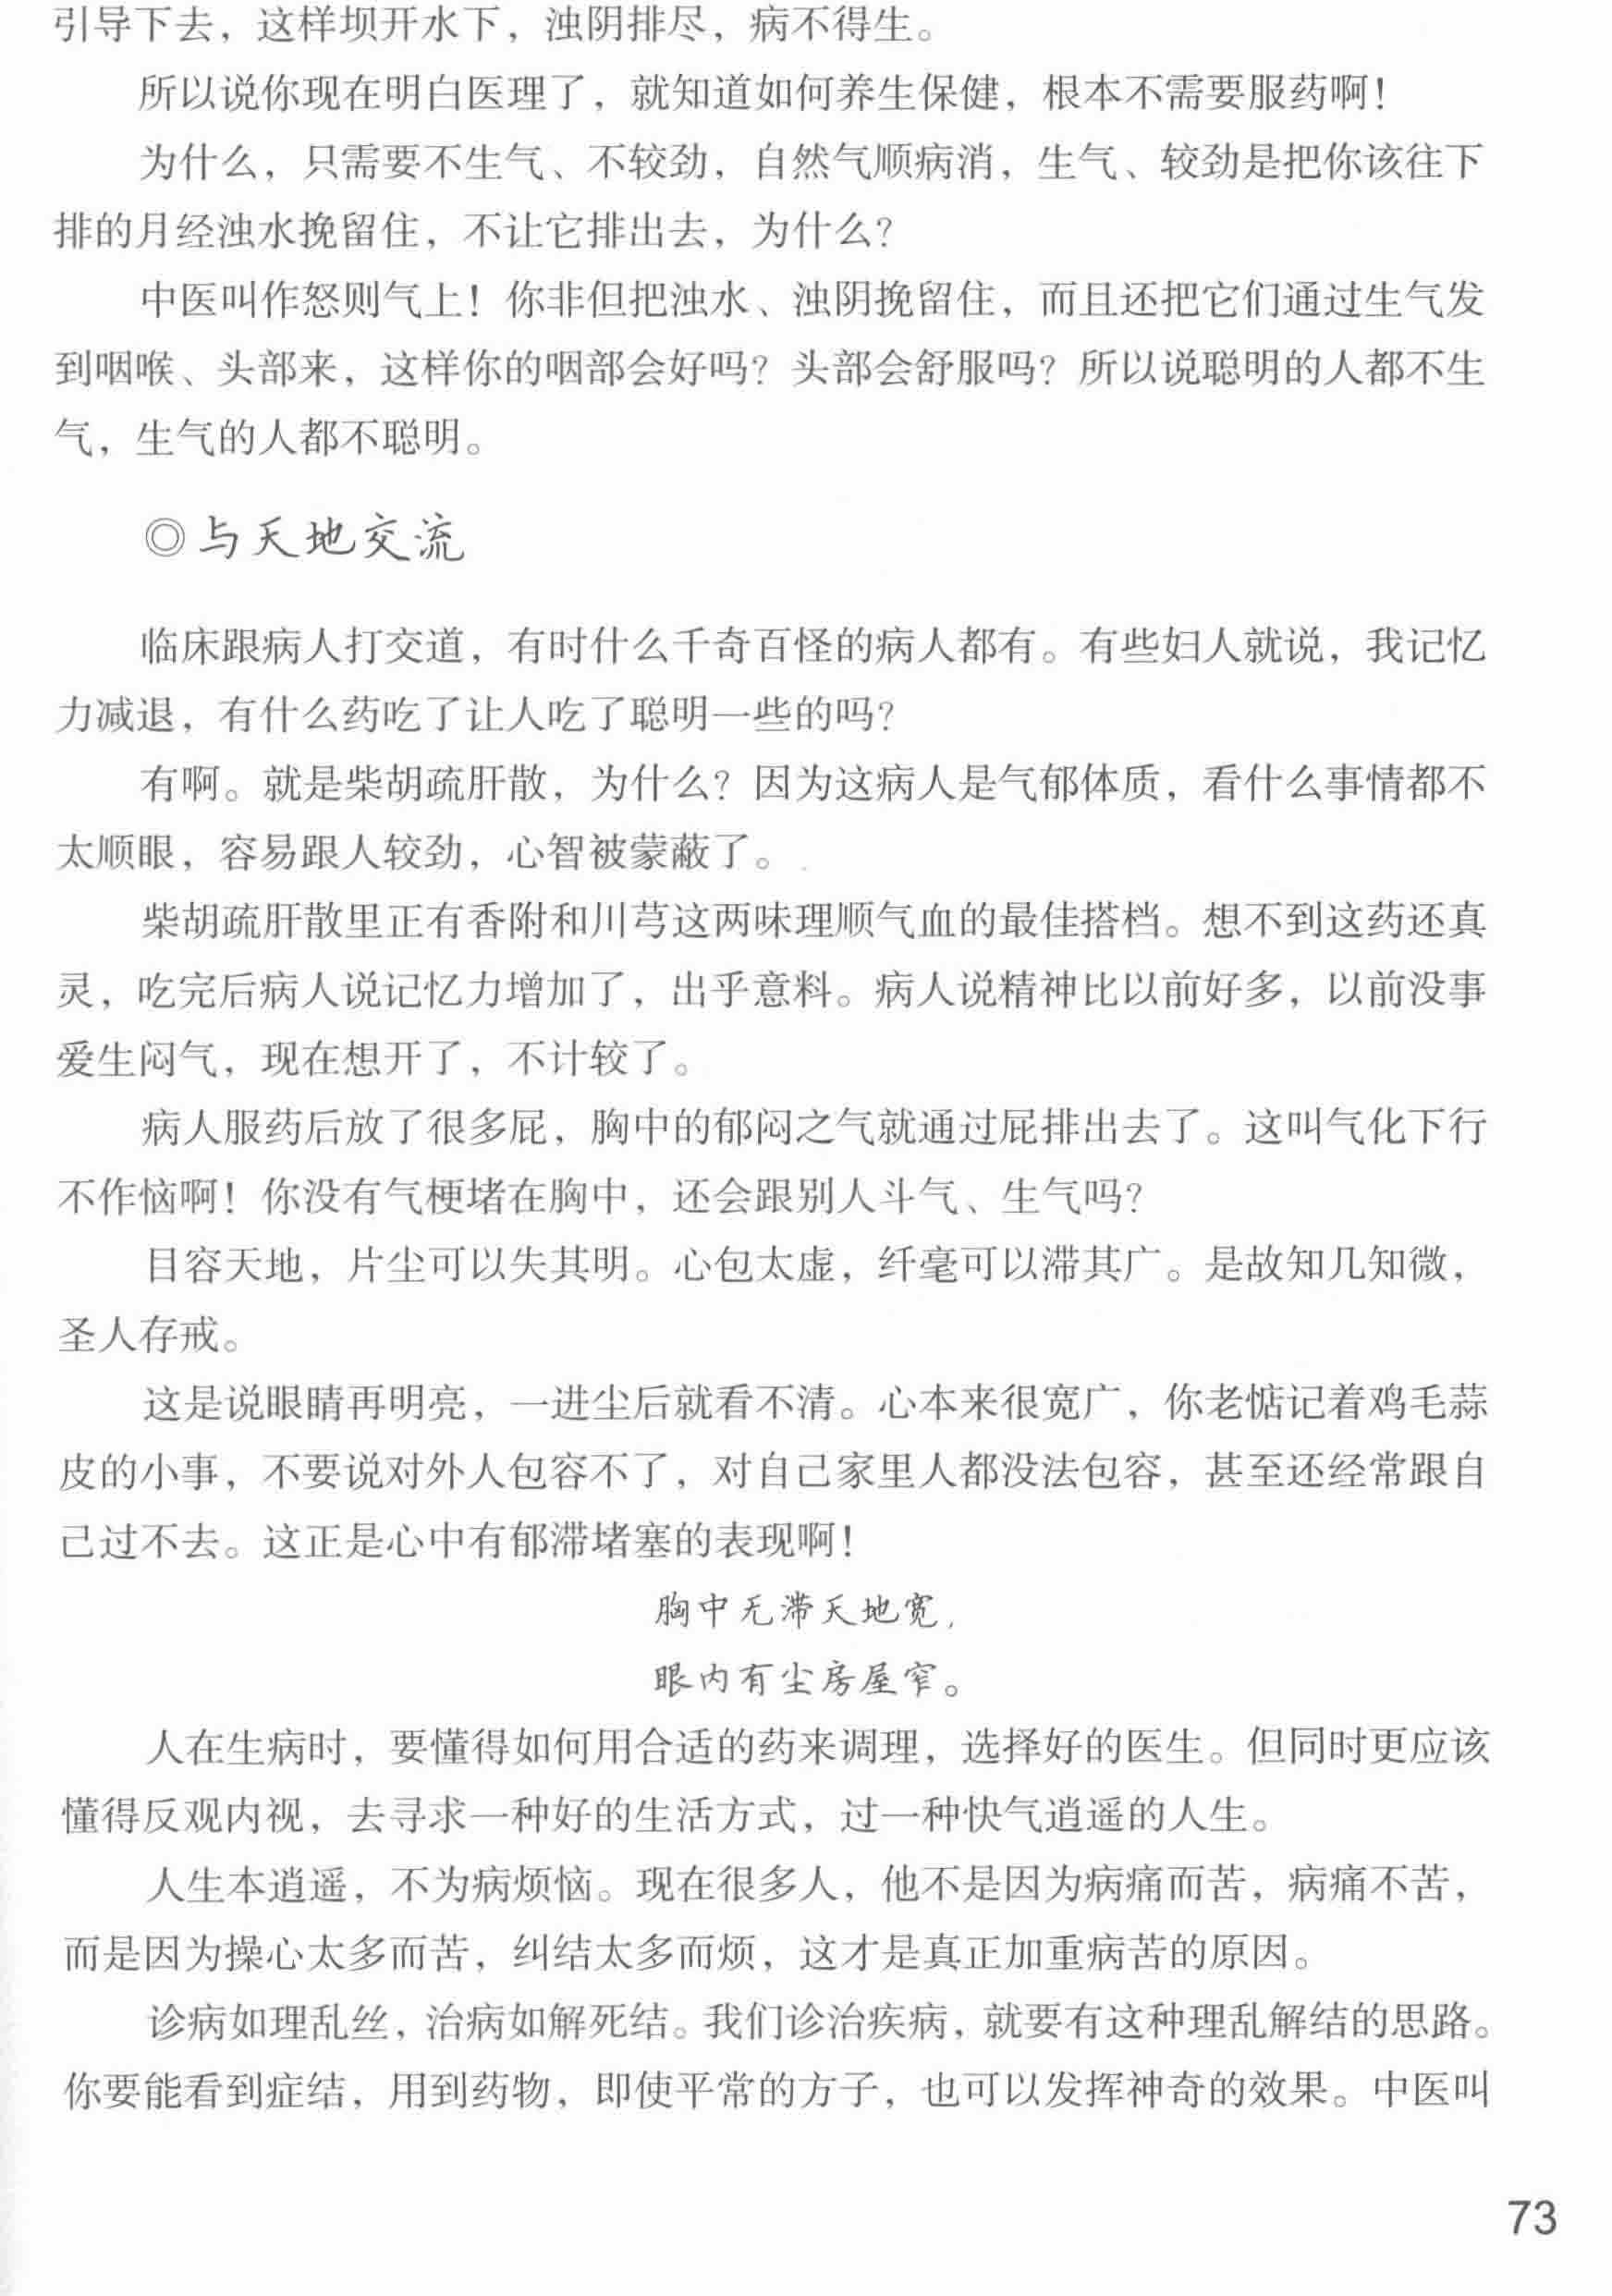 引导下去，这样坝开水下，浊阴排尽，病不得生。
所以说你现在明白医理了，就知道如何养生保健，根本不需要服药啊！
为什么，只需要不生气、不较劲，自然气顺病消，生气、较劲是把你该往下
排的月经浊水挽留住，不让它排出去，为什么？
中医叫作怒则气上！你非但把浊水、浊阴挽留住，而且还把它们通过生气发
到咽喉、头部来，这样你的咽部会好吗？头部会舒服吗？所以说聪明的人都不生
气，生气的人都不聪明。
◎与天地交流
临床跟病人打交道，有时什么千奇百怪的病人都有。有些妇人就说，我记忆
力减退，有什么药吃了让人吃了聪明一些的吗？
有啊。就是柴胡疏肝散，为什么？因为这病人是气郁体质，看什么事情都不
太顺眼，容易跟人较劲，心智被蒙蔽了。
柴胡疏肝散里正有香附和川芎这两味理顺气血的最佳搭档。想不到这药还真
灵，吃完后病人说记忆力增加了，出乎意料。病人说精神比以前好多，以前没事
爱生闷气，现在想开了，不计较了。
病人服药后放了很多屁，胸中的郁闷之气就通过屁排出去了。这叫气化下行
不作恼啊！你没有气梗堵在胸中，还会跟别人斗气、生气吗？
目容天地，片尘可以失其明。心包太虚，纤毫可以滞其广。是故知几知微，
圣人存戒。
这是说眼睛再明亮，一进尘后就看不清。心本来很宽广，你老惦记着鸡毛蒜
皮的小事，不要说对外人包容不了，对自己家里人都没法包容，甚至还经常跟自
己过不去。这正是心中有郁滞堵塞的表现啊！
胸中无滞天地宽，
眼内有尘房屋窄。
人在生病时，要懂得如何用合适的药来调理，选择好的医生。但同时更应该
懂得反观内视，去寻求一种好的生活方式，过一种快气逍遥的人生。
人生本逍遥，不为病烦恼。现在很多人，他不是因为病痛而苦，病痛不苦，
而是因为操心太多而苦，纠结太多而烦，这才是真正加重病苦的原因。
诊病如理乱丝，治病如解死结。我们诊治疾病，就要有这种理乱解结的思路。
你要能看到症结，用到药物，即使平常的方子，也可以发挥神奇的效果。中医叫
73